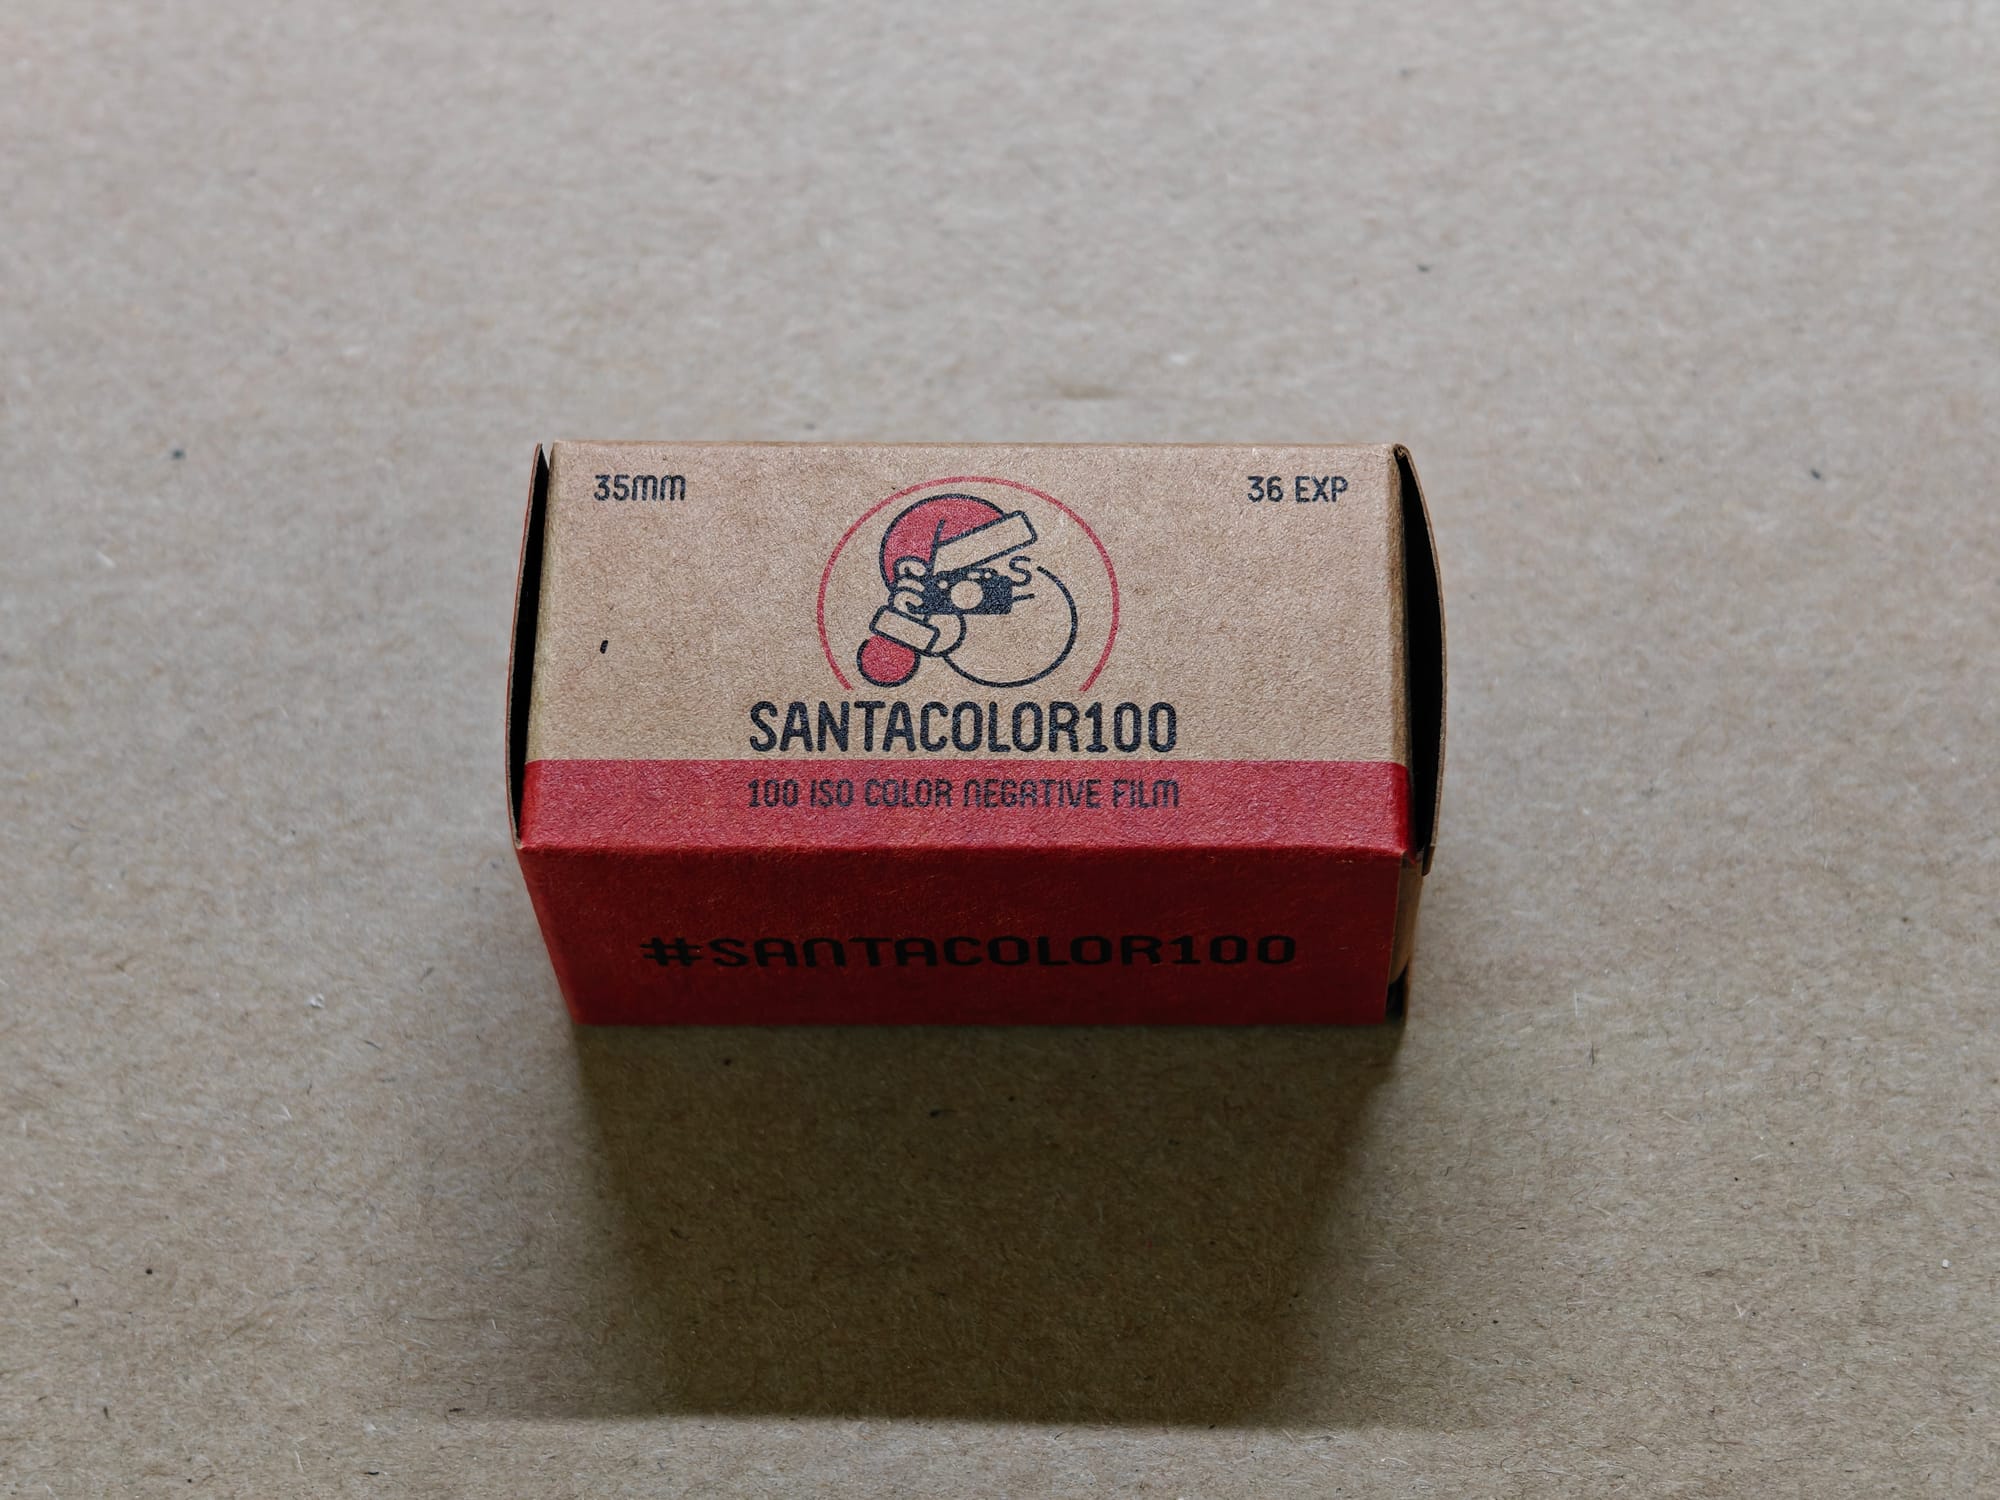 35mm
36 EXP
SANTACOLOR100
100 ISO COLOR NEGATIVE FILM
#SANTACOLOR100